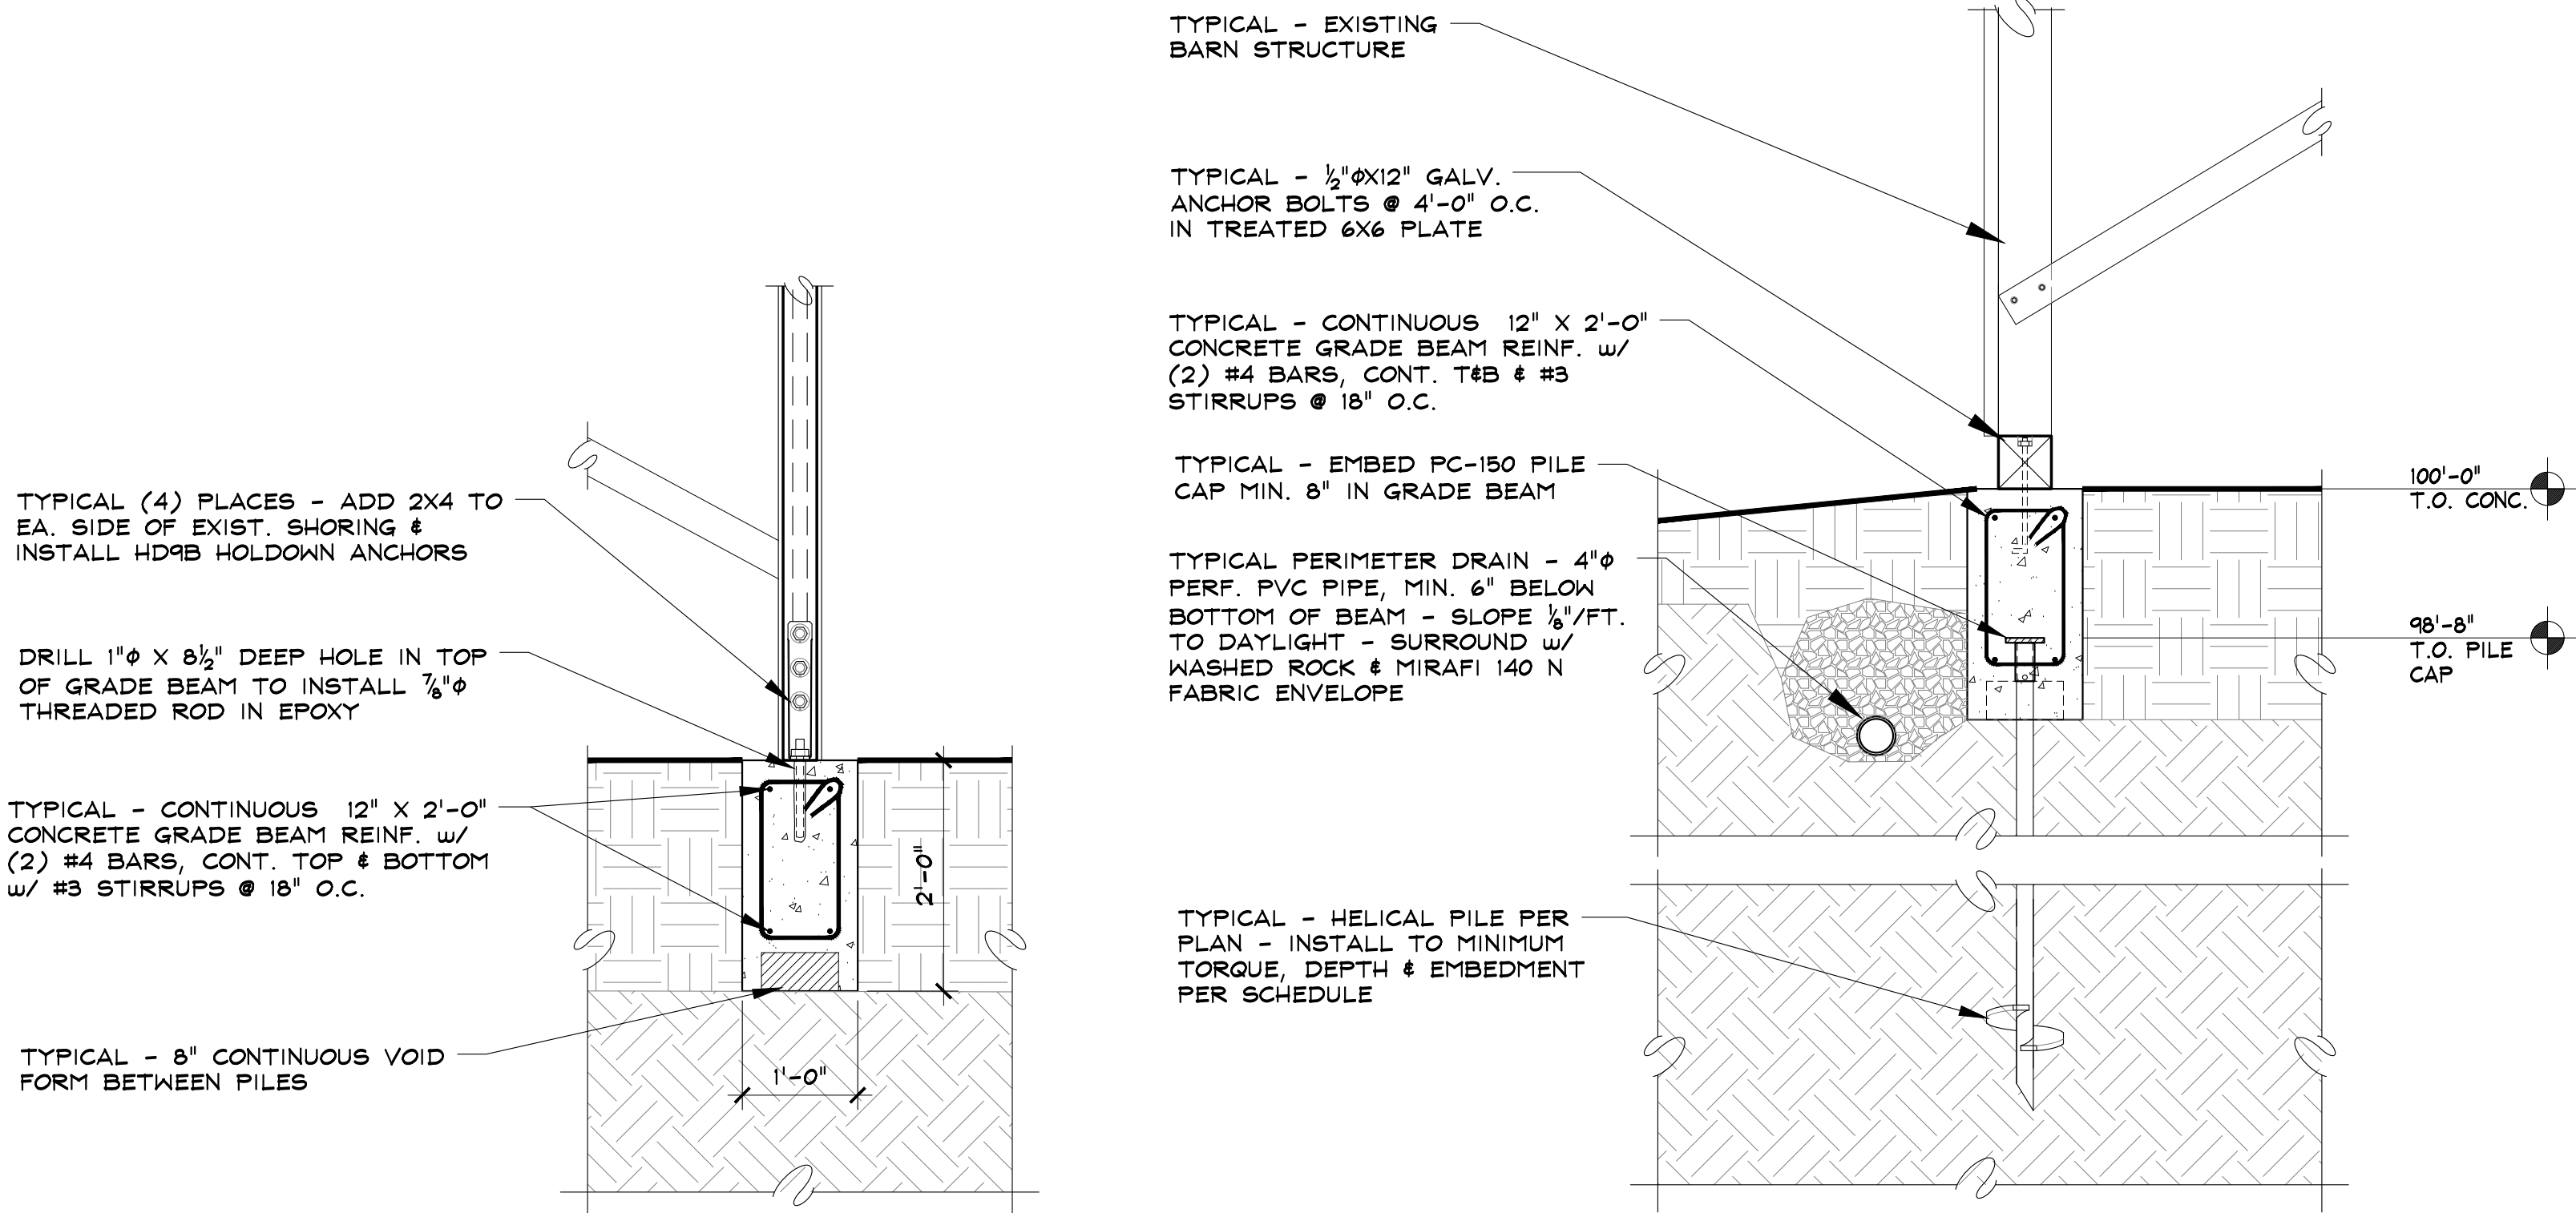 TYPICAL (4) PLACES - ADD 2X4 TO
EA. SIDE OF EXIST. SHORING &
INSTALL HD9B HOLDOWN ANCHORS
DRILL 1"ϕ X 8½" DEEP HOLE IN TOP
OF GRADE BEAM TO INSTALL ⅞"ϕ
THREADED ROD IN EPOXY
TYPICAL - CONTINUOUS 12" X 2'-0"
CONCRETE GRADE BEAM REINF. w/
(2) #4 BARS, CONT. TOP & BOTTOM
w/ #3 STIRRUPS @ 18" O.C.
TYPICAL - 8" CONTINUOUS VOID
FORM BETWEEN PILES
2'-0"
1'-0"
TYPICAL - EXISTING
BARN STRUCTURE
TYPICAL - ½"ϕX12" GALV.
ANCHOR BOLTS @ 4'-0" O.C.
IN TREATED 6X6 PLATE
TYPICAL - CONTINUOUS 12" X 2'-0"
CONCRETE GRADE BEAM REINF. w/
(2) #4 BARS, CONT. T&B & #3
STIRRUPS @ 18" O.C.
TYPICAL - EMBED PC-150 PILE
CAP MIN. 8" IN GRADE BEAM
TYPICAL PERIMETER DRAIN - 4"ϕ
PERF. PVC PIPE, MIN. 6" BELOW
BOTTOM OF BEAM - SLOPE ⅛"/FT.
TO DAYLIGHT - SURROUND w/
WASHED ROCK & MIRAFI 140 N
FABRIC ENVELOPE
TYPICAL - HELICAL PILE PER
PLAN - INSTALL TO MINIMUM
TORQUE, DEPTH & EMBEDMENT
PER SCHEDULE
100'-0"
T.O. CONC.
98'-8"
T.O. PILE
CAP